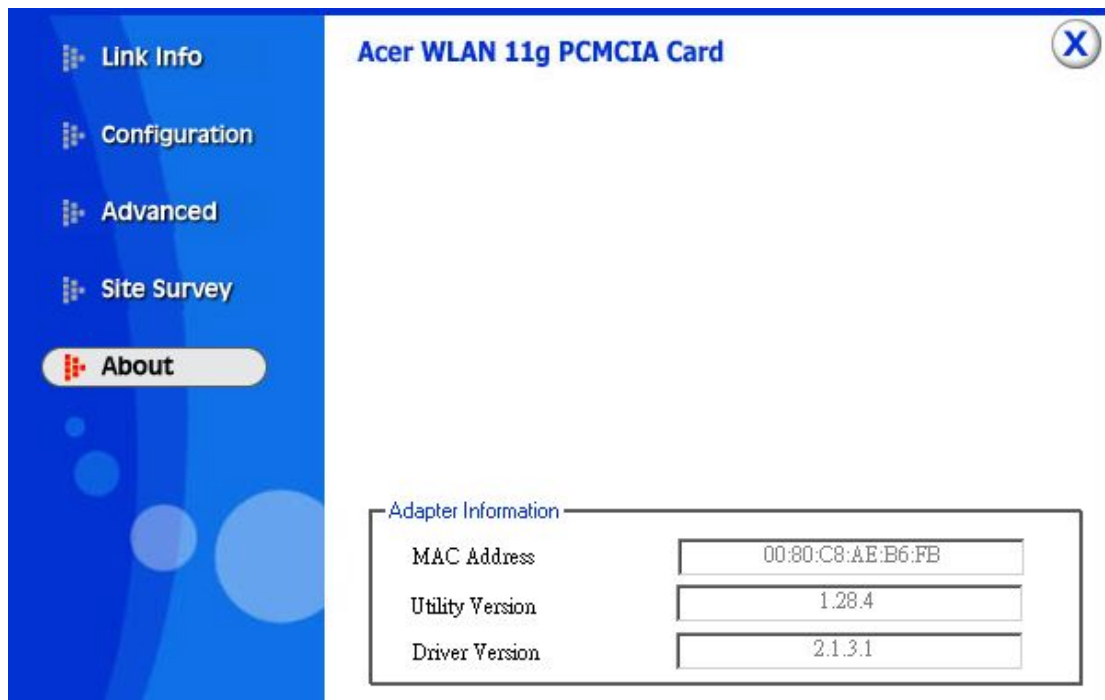 Link Info
Configuration
Advanced
Site Survey
About
Acer WLAN 11g PCMCIA Card
X
Adapter Information
MAC Address 00:80:C8:AE:B6:FB
Utility Version 1.28.4
Driver Version 2.1.3.1